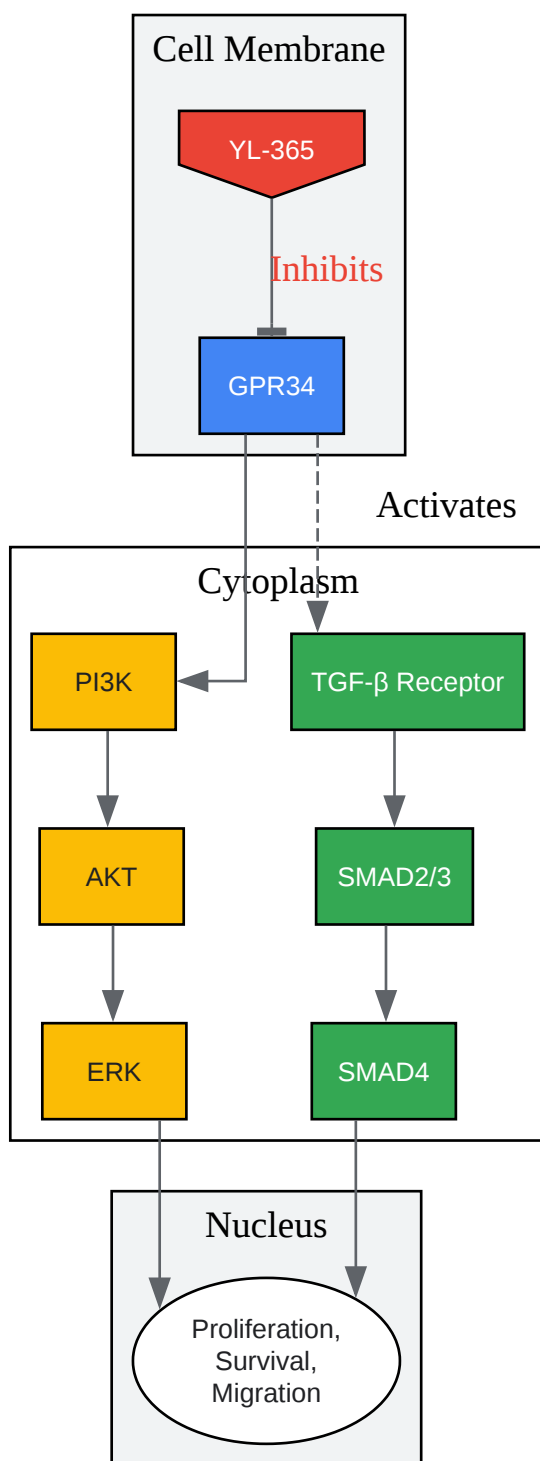 Cell Membrane
YL-365
Inhibits
GPR34
Activates
Cytoplasm
PI3K
TGF-β Receptor
AKT
SMAD2/3
ERK
SMAD4
Nucleus
Proliferation,
Survival,
Migration